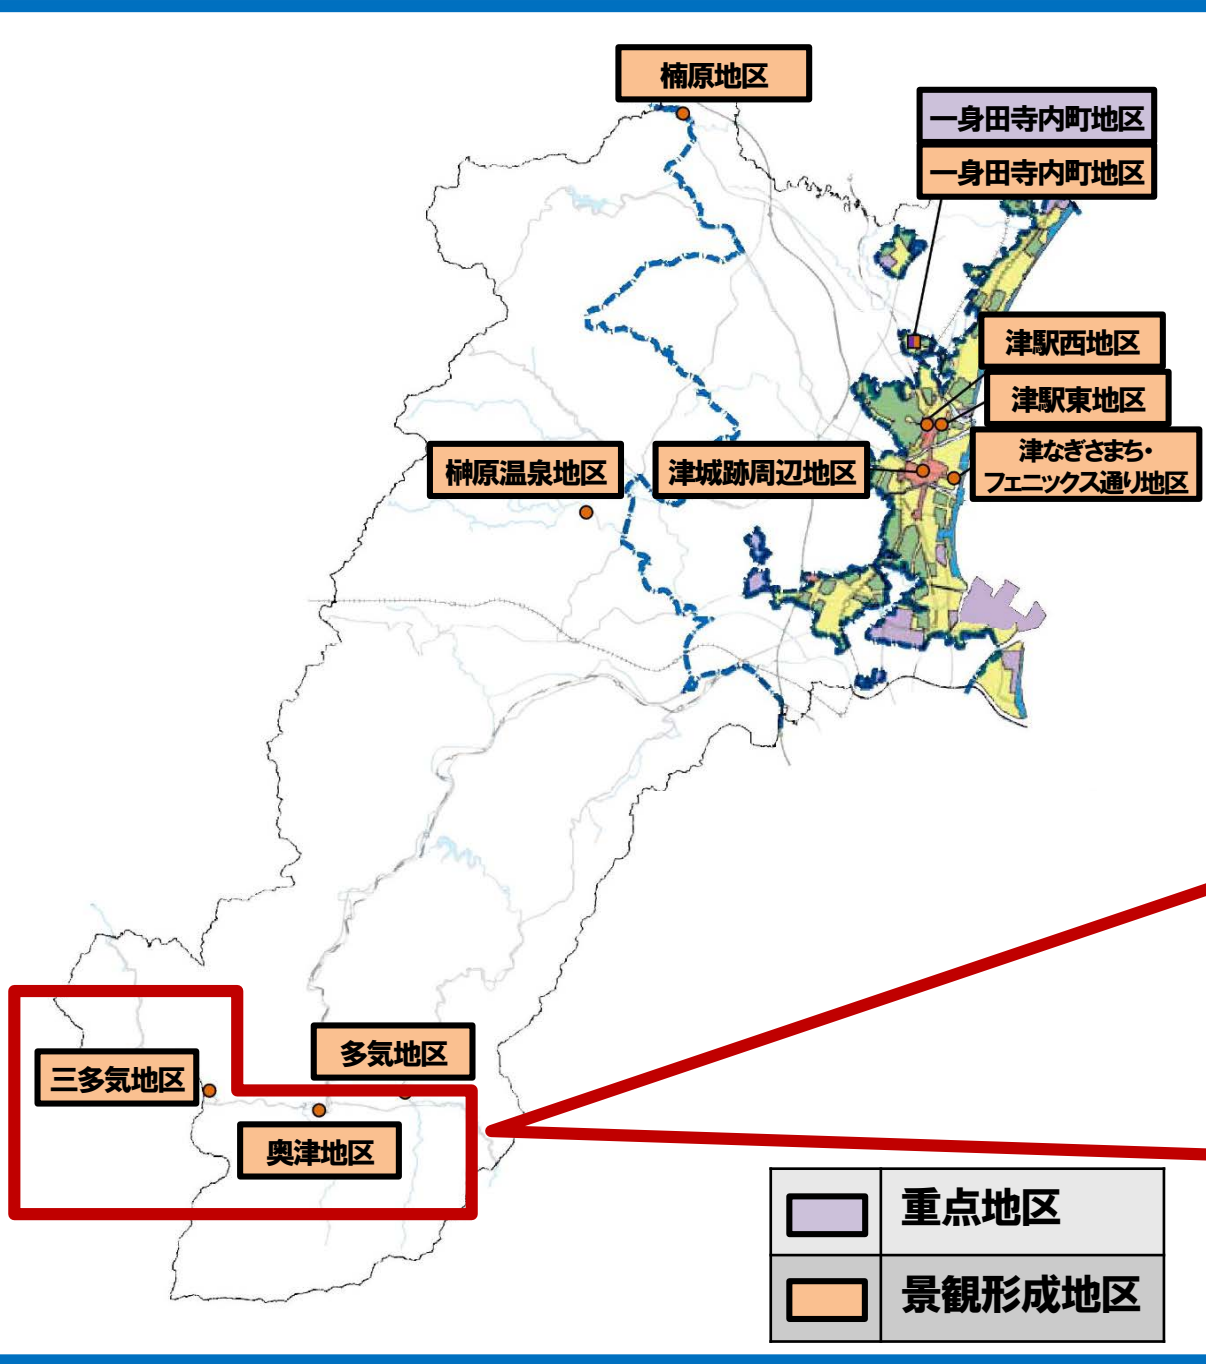 楠原地区
一身田寺内町地区
一身田寺内町地区
津駅西地区
津駅東地区
津なぎさまち・
フェニックス通り地区
榊原温泉地区
津城跡周辺地区
多気地区
三多気地区
奥津地区
重点地区
景観形成地区